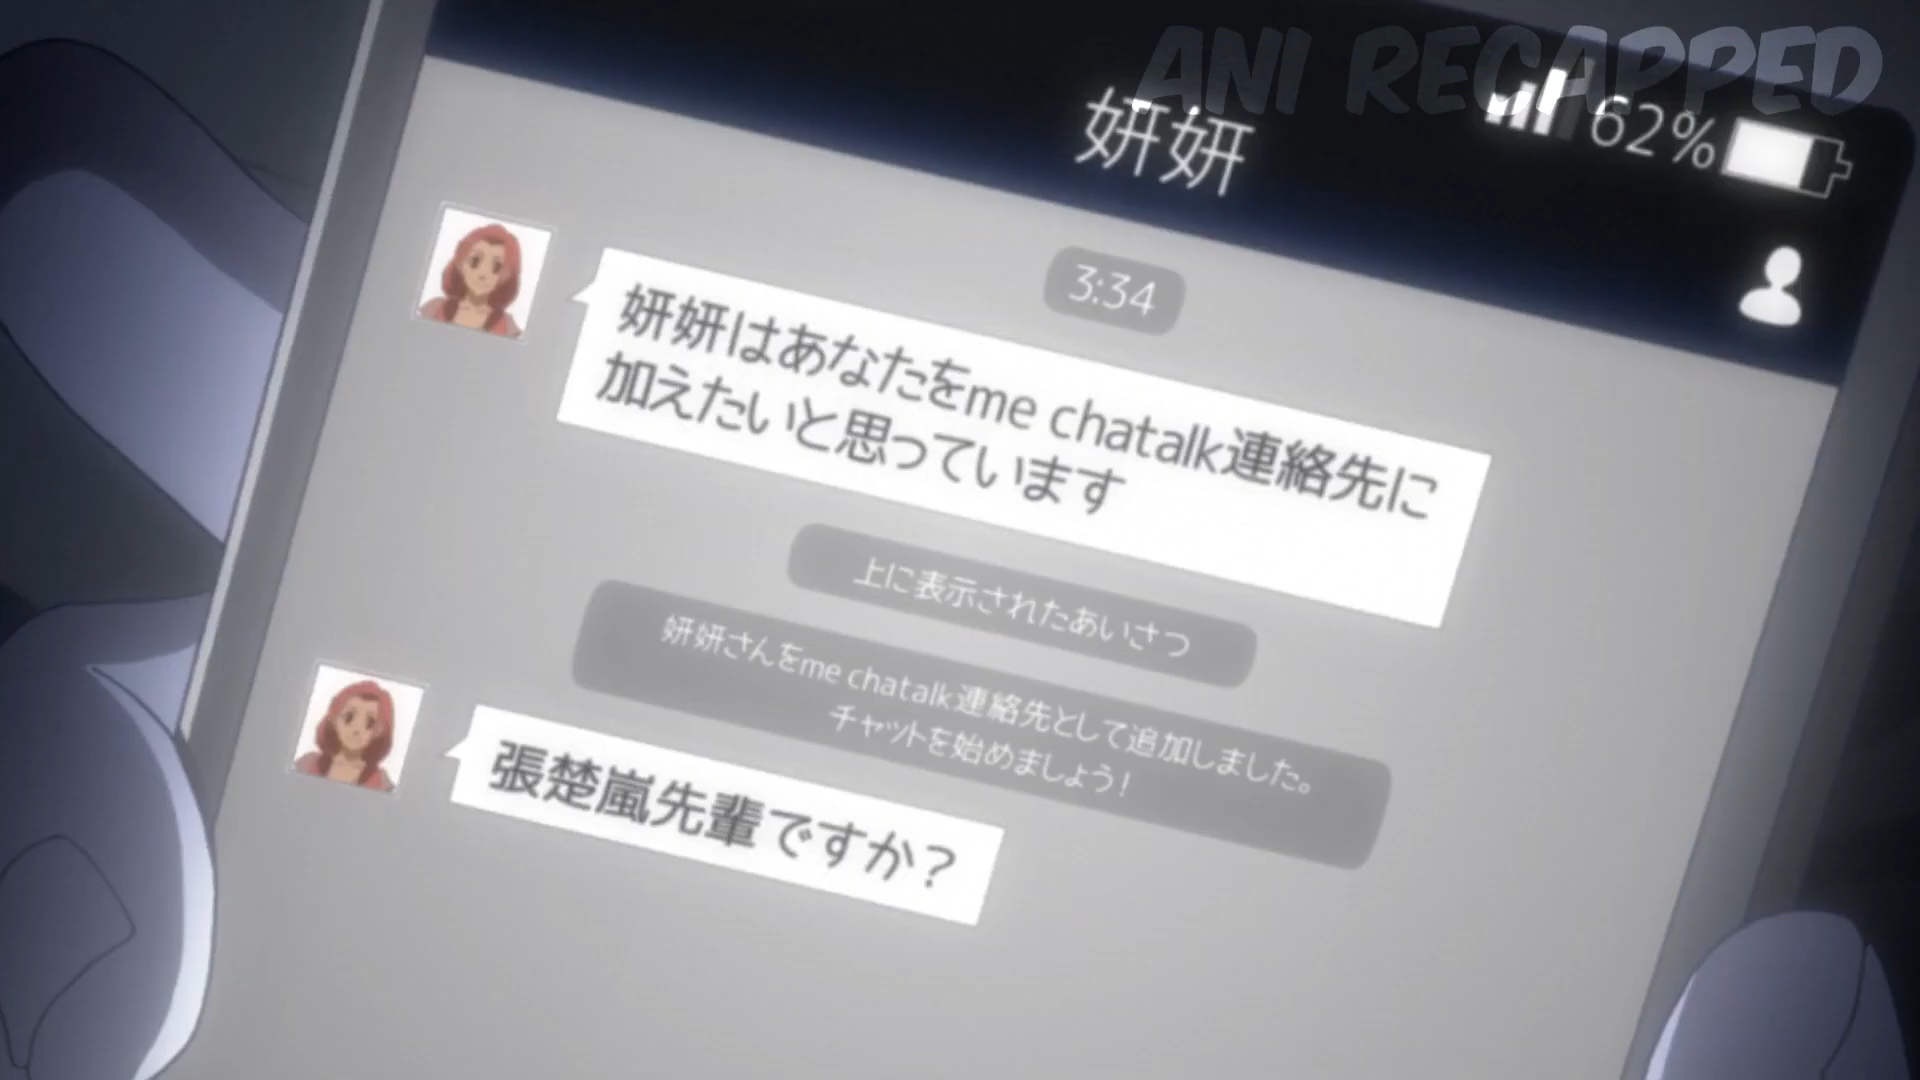 ANI RECAPPED
62%
妍妍
3:34
妍妍はあなたをme chatalk連絡先に
加えたいと思っています
上に表示されたあいさつ
妍妍さんをme chatalk連絡先として追加しました。
チャットを始めましょう!
張楚嵐先輩ですか?